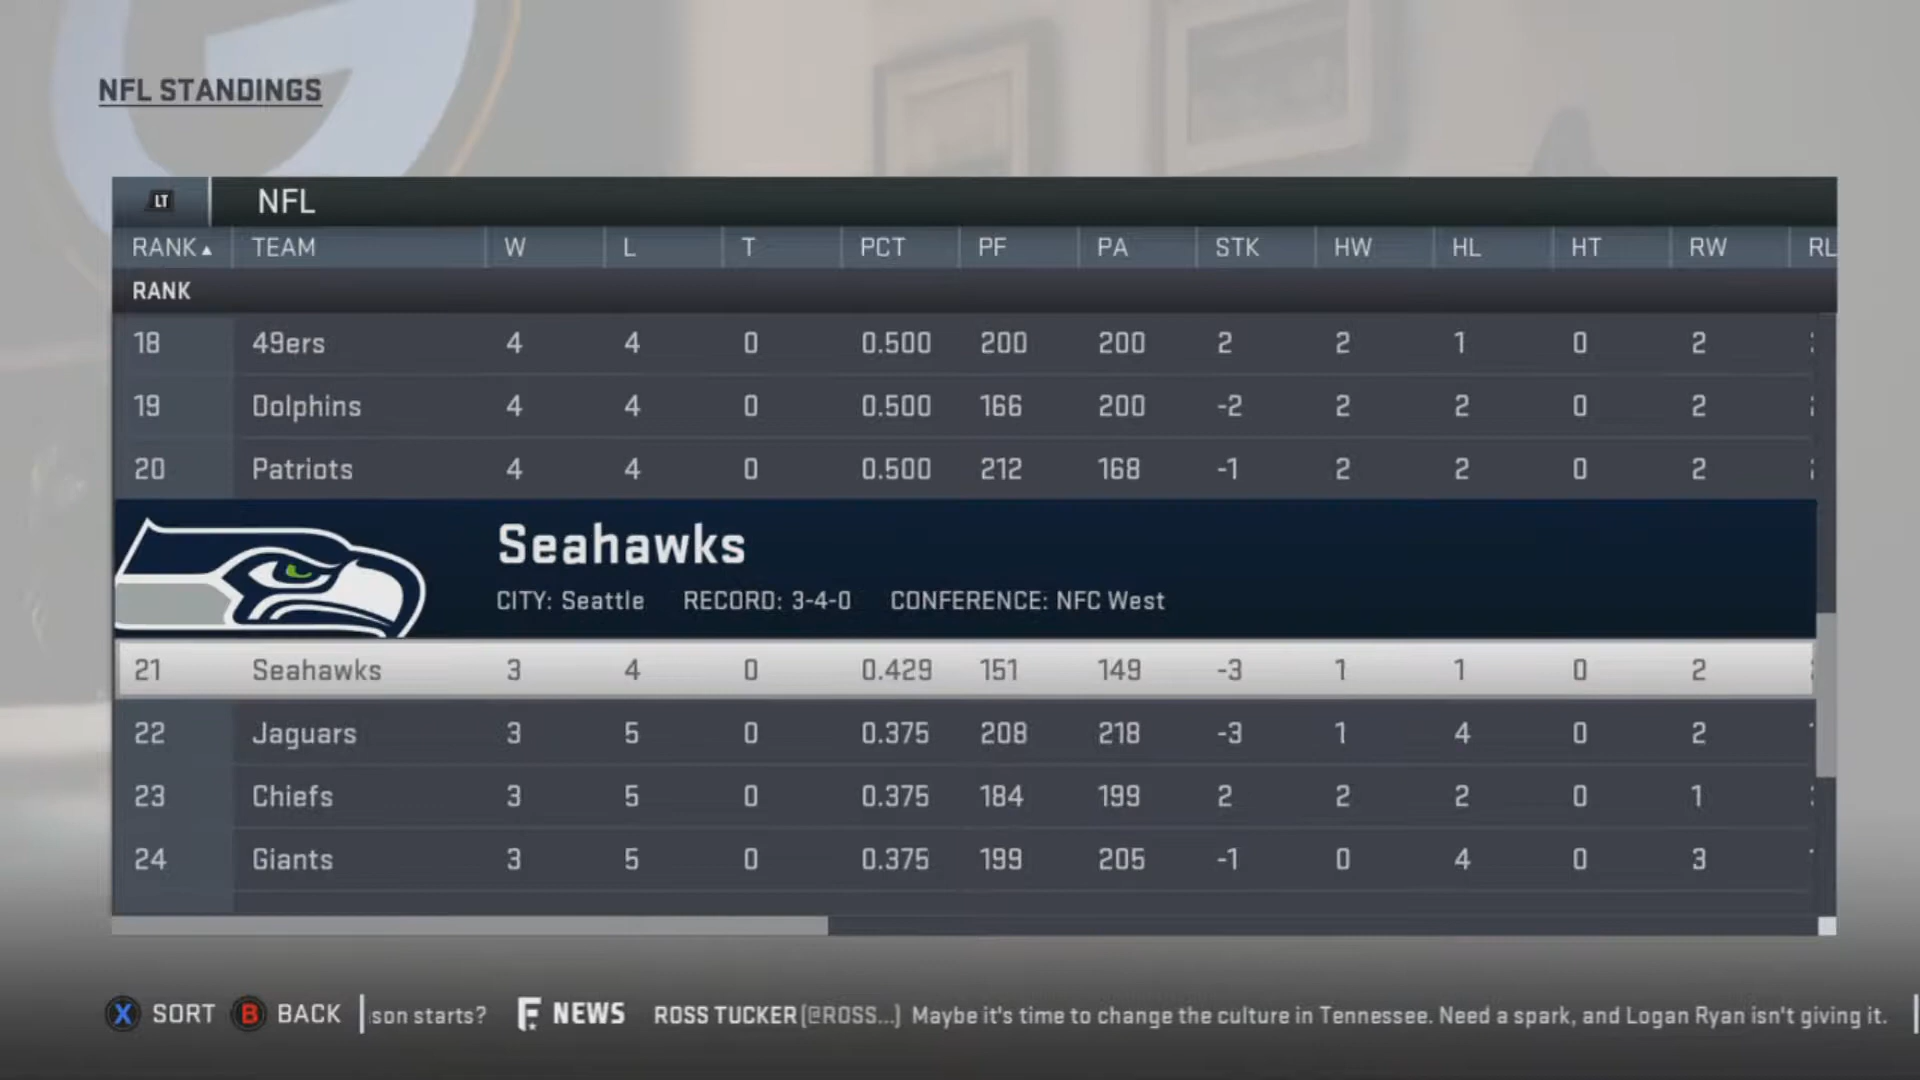 NFL STANDINGS
LT NFL
RANK TEAM W L T PCT PF PA STK HW HL HT RW RL
RANK
18 49ers 4 4 0 0.500 200 200 2 2 1 0 2
19 Dolphins 4 4 0 0.500 166 200 -2 2 2 0 2
20 Patriots 4 4 0 0.500 212 168 -1 2 2 0 2
Seahawks
CITY: Seattle RECORD: 3-4-0 CONFERENCE: NFC West
21 Seahawks 3 4 0 0.429 151 149 -3 1 1 0 2
22 Jaguars 3 5 0 0.375 208 218 -3 1 4 0 2
23 Chiefs 3 5 0 0.375 184 199 2 2 2 0 1
24 Giants 3 5 0 0.375 199 205 -1 0 4 0 3
X SORT B BACK son starts? F NEWS ROSS TUCKER (@ROSS...) Maybe it's time to change the culture in Tennessee. Need a spark, and Logan Ryan isn't giving it.